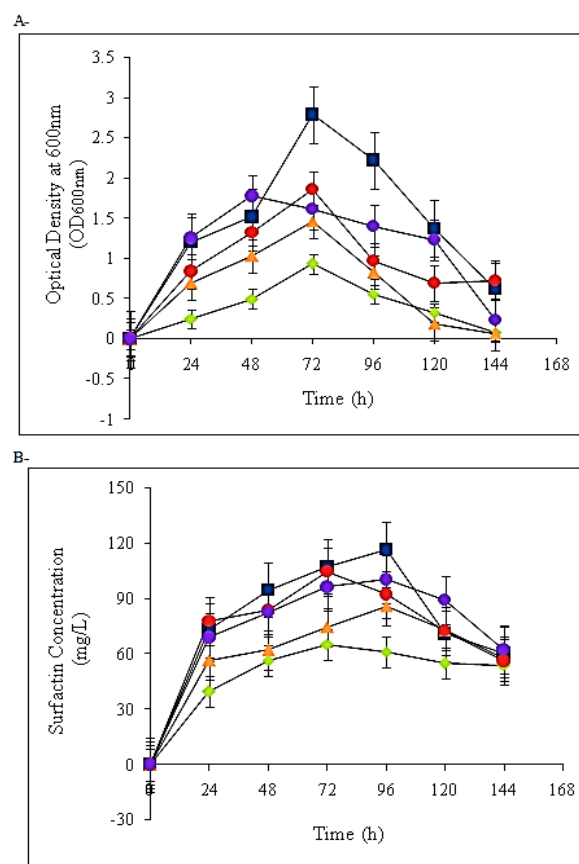 A-
3.5
3
2.5
2
1.5
1
0.5
0
-0.5
-1
Optical Density at 600nm
(OD600nm)
24 48 72 96 120 144 168
Time (h)
B-
150
120
90
60
30
0
-30
Surfactin Concentration
(mg/L)
0 24 48 72 96 120 144 168
Time (h)